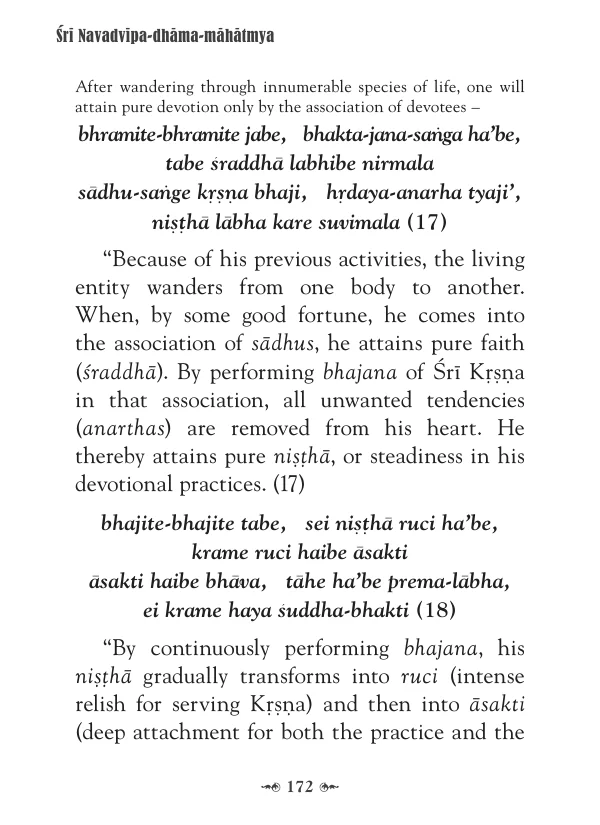 Śrī Navadvīpa-dhāma-māhātmya
After wandering through innumerable species of life, one will
attain pure devotion only by the association of devotees –
bhramite-bhramite jabe, bhakta-jana-saṅga ha’be,
tabe śraddhā labhibe nirmala
sādhu-saṅge kṛṣṇa bhaji, hṛdaya-anarha tyaji’,
niṣṭhā lābha kare suvimala (17)
“Because of his previous activities, the living
entity wanders from one body to another.
When, by some good fortune, he comes into
the association of sādhus, he attains pure faith
(śraddhā). By performing bhajana of Śrī Kṛṣṇa
in that association, all unwanted tendencies
(anarthas) are removed from his heart. He
thereby attains pure niṣṭhā, or steadiness in his
devotional practices. (17)
bhajite-bhajite tabe, sei niṣṭhā ruci ha’be,
krame ruci haibe āsakti
āsakti haibe bhāva, tāhe ha’be prema-lābha,
ei krame haya śuddha-bhakti (18)
“By continuously performing bhajana, his
niṣṭhā gradually transforms into ruci (intense
relish for serving Kṛṣṇa) and then into āsakti
(deep attachment for both the practice and the
172